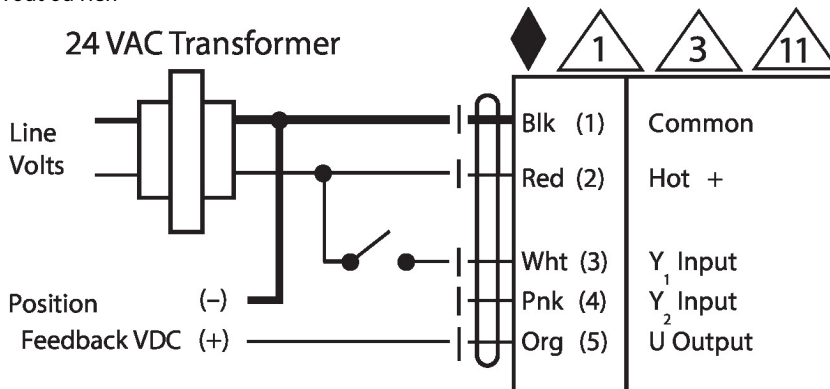 24 VAC Transformer
1
3
11
Line
Volts
Blk (1) Common
Red (2) Hot +
Wht (3) Y1 Input
Position (–)
Pnk (4) Y2 Input
Feedback VDC (+)
Org (5) U Output